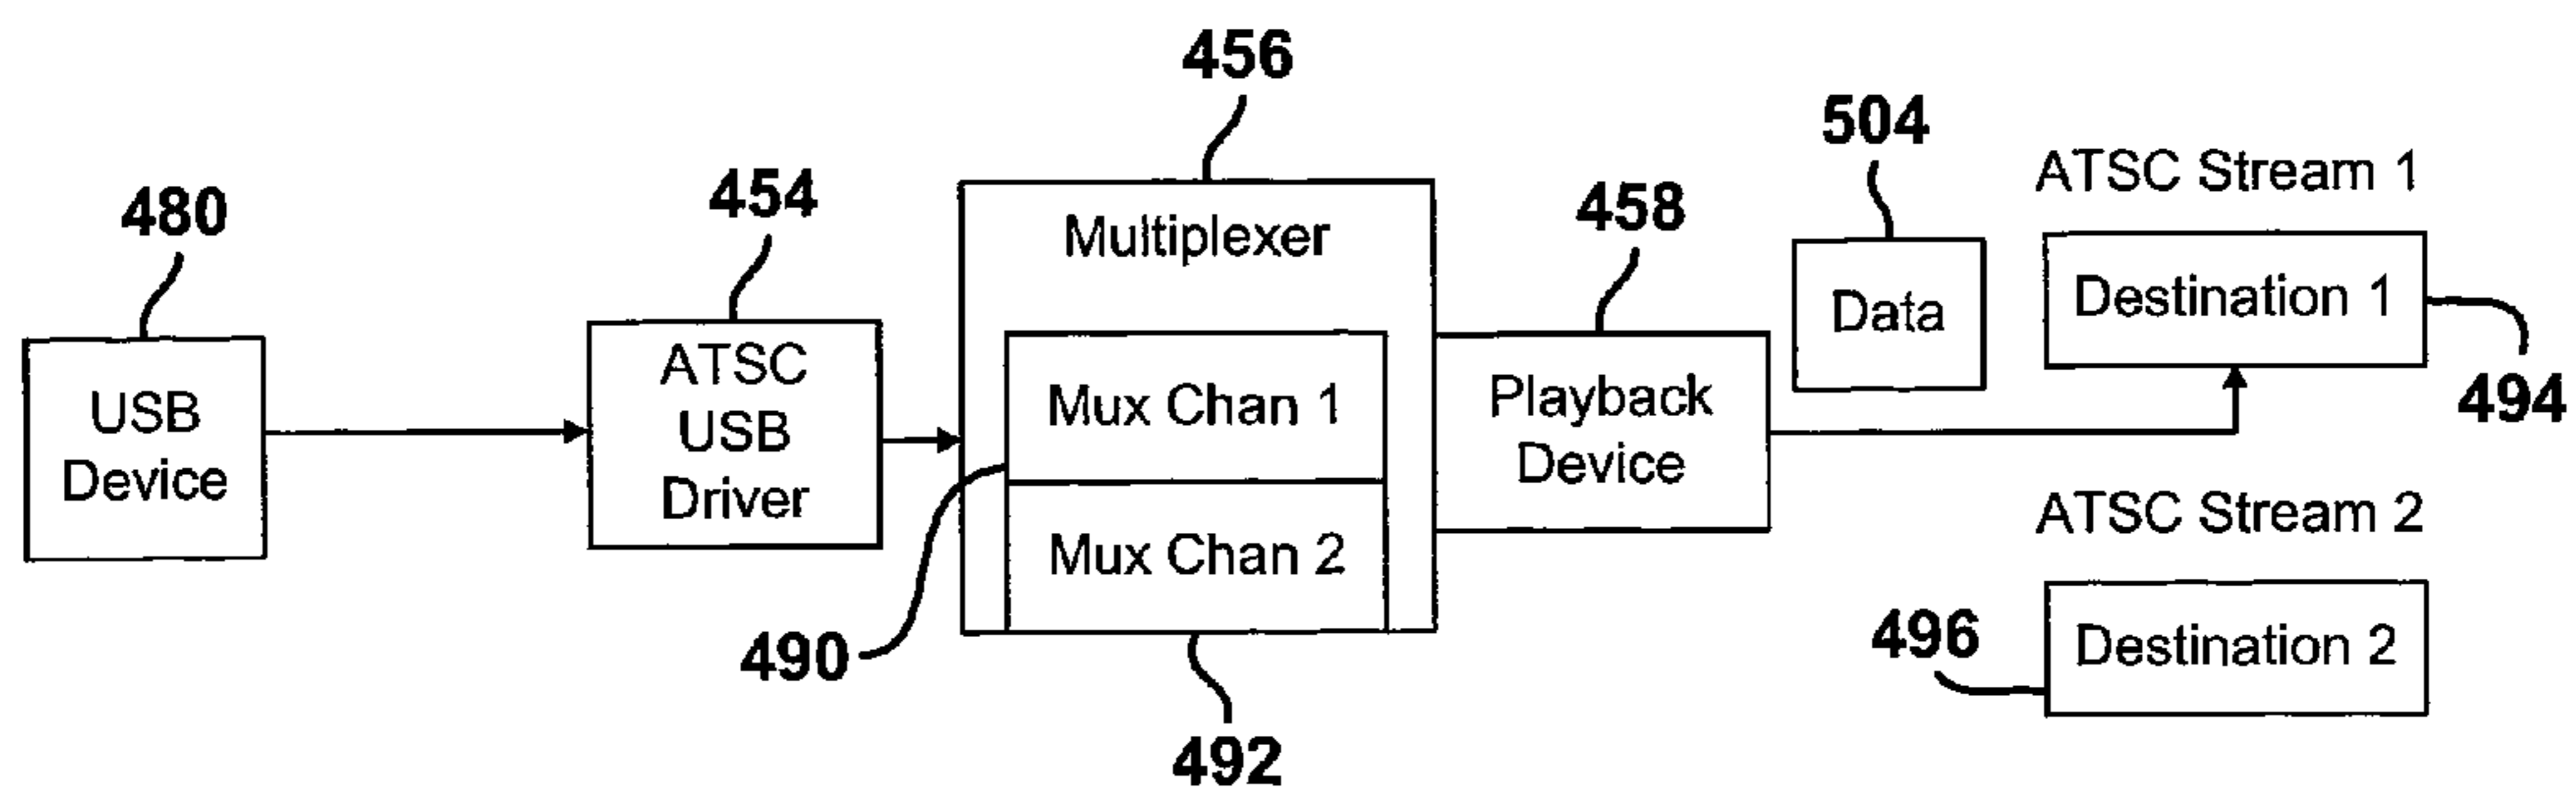 456
504
ATSC Stream 1
480
454
458
Multiplexer
Data
Destination 1
494
USB
Device
ATSC
USB
Driver
Mux Chan 1
Mux Chan 2
Playback
Device
ATSC Stream 2
490
492
496
Destination 2